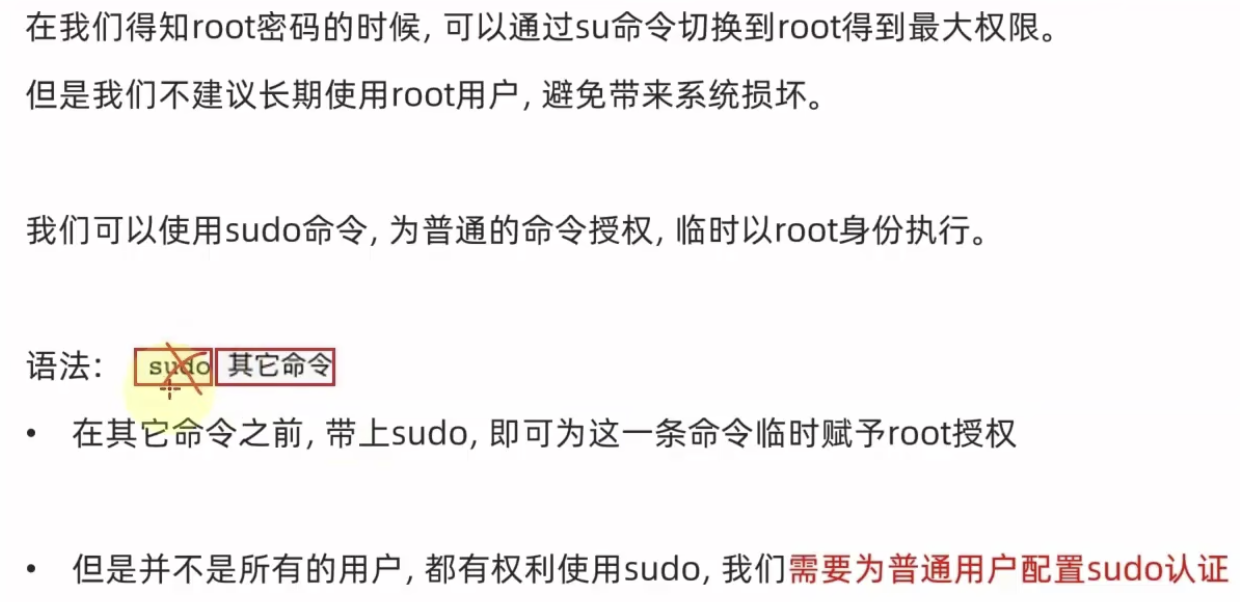 在我们得知root密码的时候, 可以通过su命令切换到root得到最大权限。
但是我们不建议长期使用root用户, 避免带来系统损坏。
我们可以使用sudo命令, 为普通的命令授权, 临时以root身份执行。
语法： sudo 其它命令
• 在其它命令之前, 带上sudo, 即可为这一条命令临时赋予root授权
• 但是并不是所有的用户, 都有权利使用sudo, 我们需要为普通用户配置sudo认证